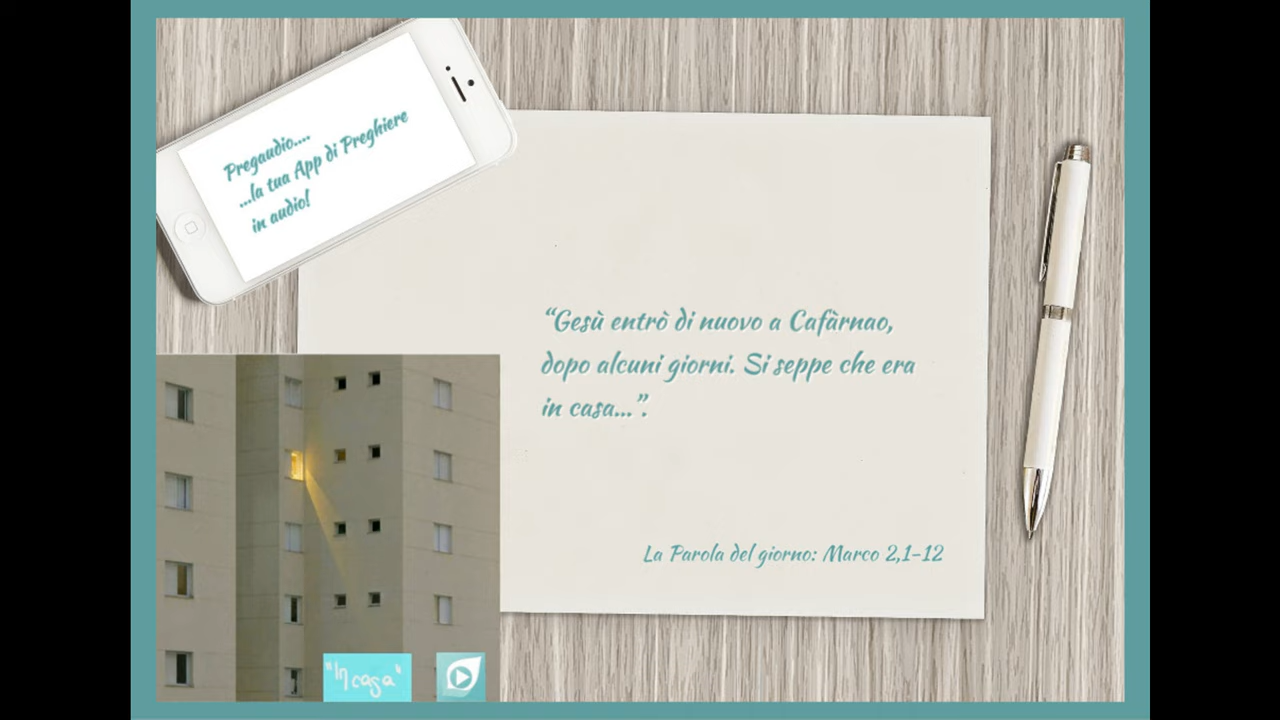 Pregaudio....
...la tua App di Preghiere
in audio!
“Gesù entrò di nuovo a Cafàrnao,
dopo alcuni giorni. Si seppe che era
in casa...”.
La Parola del giorno: Marco 2,1-12
"In casa"